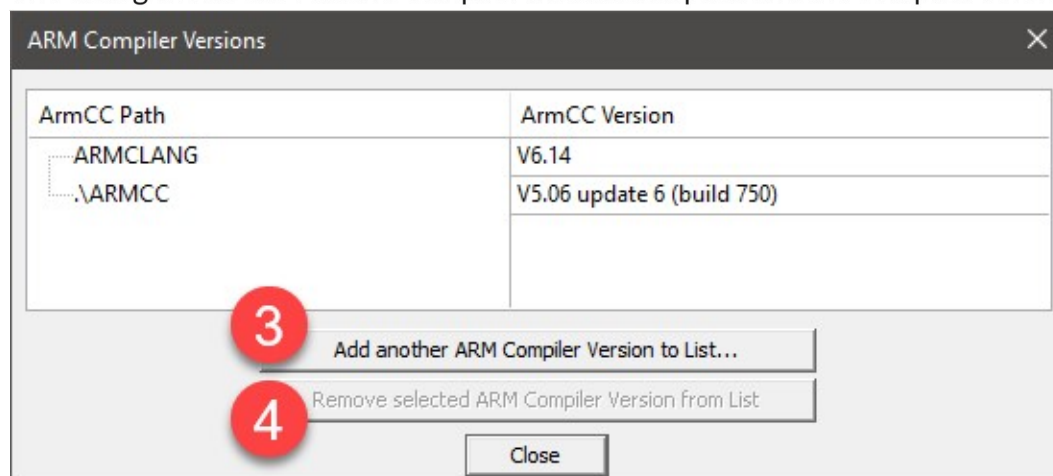 ARM Compiler Versions
ArmCC Path ArmCC Version
ARMCLANG V6.14
.\ARMCC V5.06 update 6 (build 750)
3 Add another ARM Compiler Version to List...
4 Remove selected ARM Compiler Version from List
Close